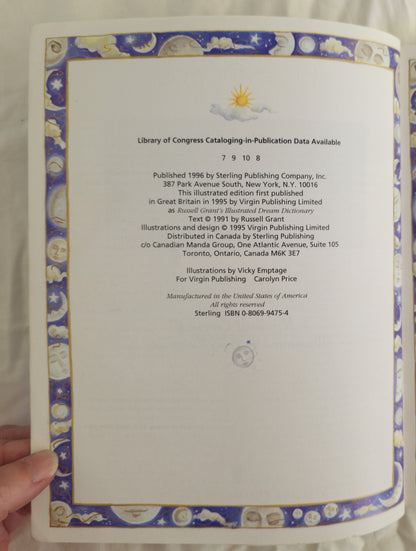 Library of Congress Cataloging-in-Publication Data Available
7 9 10 8
Published 1996 by Sterling Publishing Company, Inc.
387 Park Avenue South, New York, N.Y. 10016
This illustrated edition first published
in Great Britain in 1995 by Virgin Publishing Limited
as Russell Grant's Illustrated Dream Dictionary
Text © 1991 by Russell Grant
Illustrations and design © 1995 Virgin Publishing Limited
Distributed in Canada by Sterling Publishing
c/o Canadian Manda Group, One Atlantic Avenue, Suite 105
Toronto, Ontario, Canada M6K 3E7
Illustrations by Vicky Emptage
For Virgin Publishing Carolyn Price
Manufactured in the United States of America
All rights reserved
Sterling ISBN 0-8069-9475-4